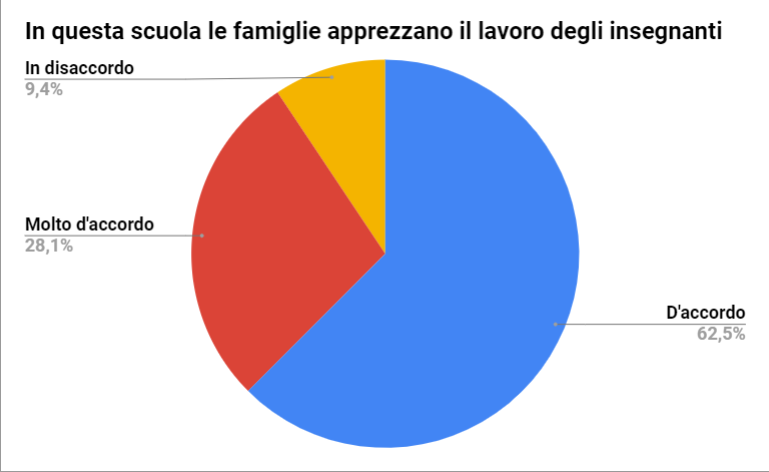 In questa scuola le famiglie apprezzano il lavoro degli insegnanti
In disaccordo
9,4%
Molto d'accordo
28,1%
D'accordo
62,5%